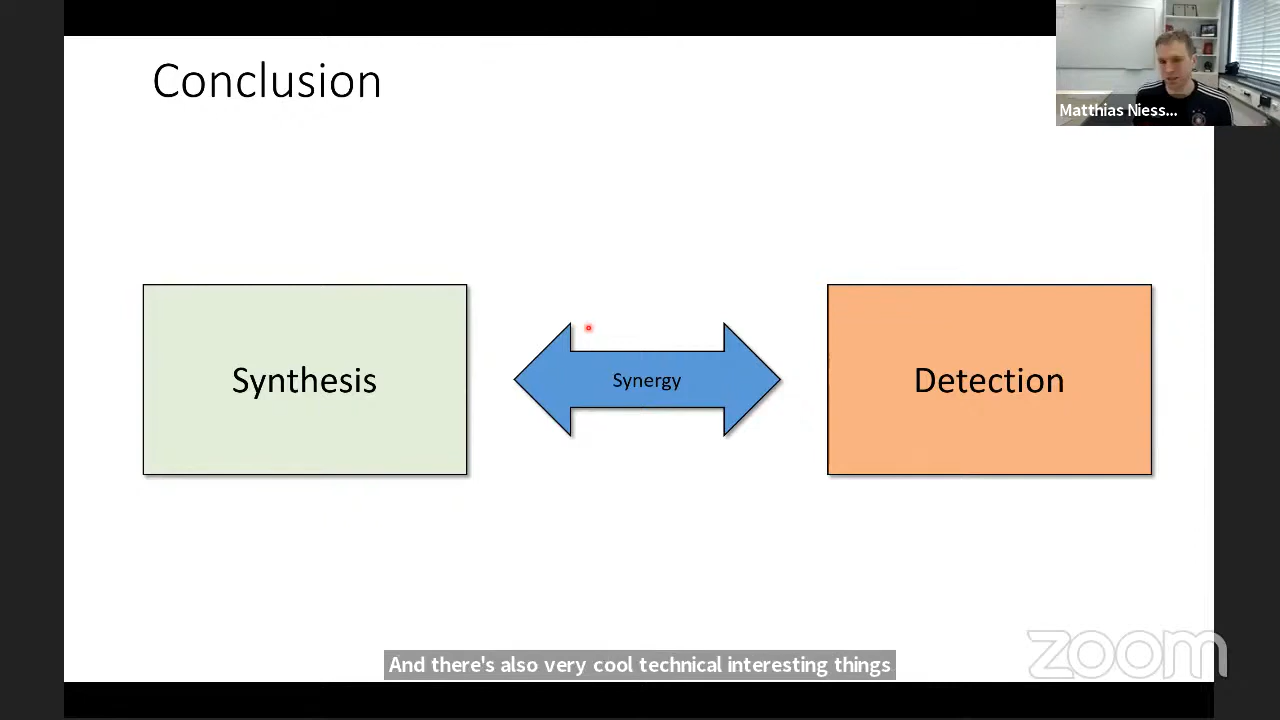 Conclusion
Matthias Niess...
Synthesis
Synergy
Detection
And there's also very cool technical interesting things
zoom